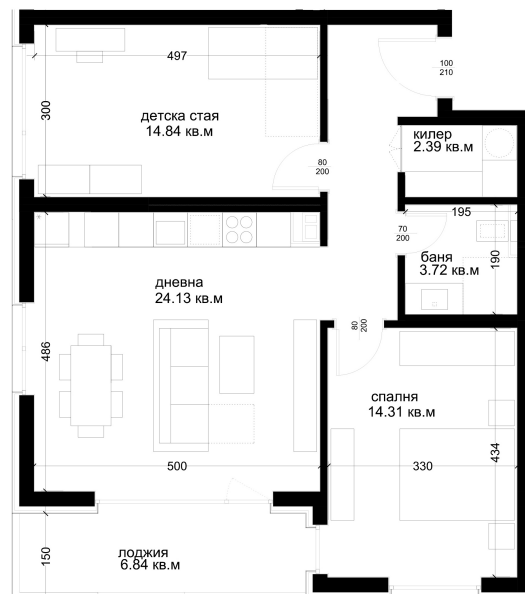 497
100
210
300
детска стая
14.84 кв.м
килер
2.39 кв.м
80
200
195
70
200
баня
3.72 кв.м
190
дневна
24.13 кв.м
80
200
486
спалня
14.31 кв.м
434
500
330
150
лоджия
6.84 кв.м